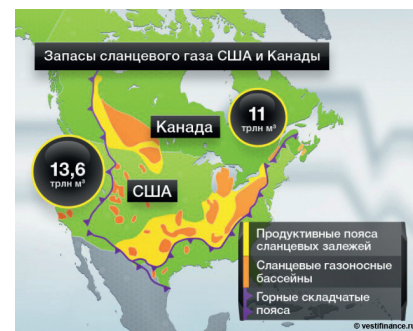 Запасы сланцевого газа США и Канады
11
трлн м³
Канада
13,6
трлн м³
США
Продуктивные пояса
сланцевых залежей
Сланцевые газоносные
бассейны
Горные складчатые
пояса
© vestifinance.ru